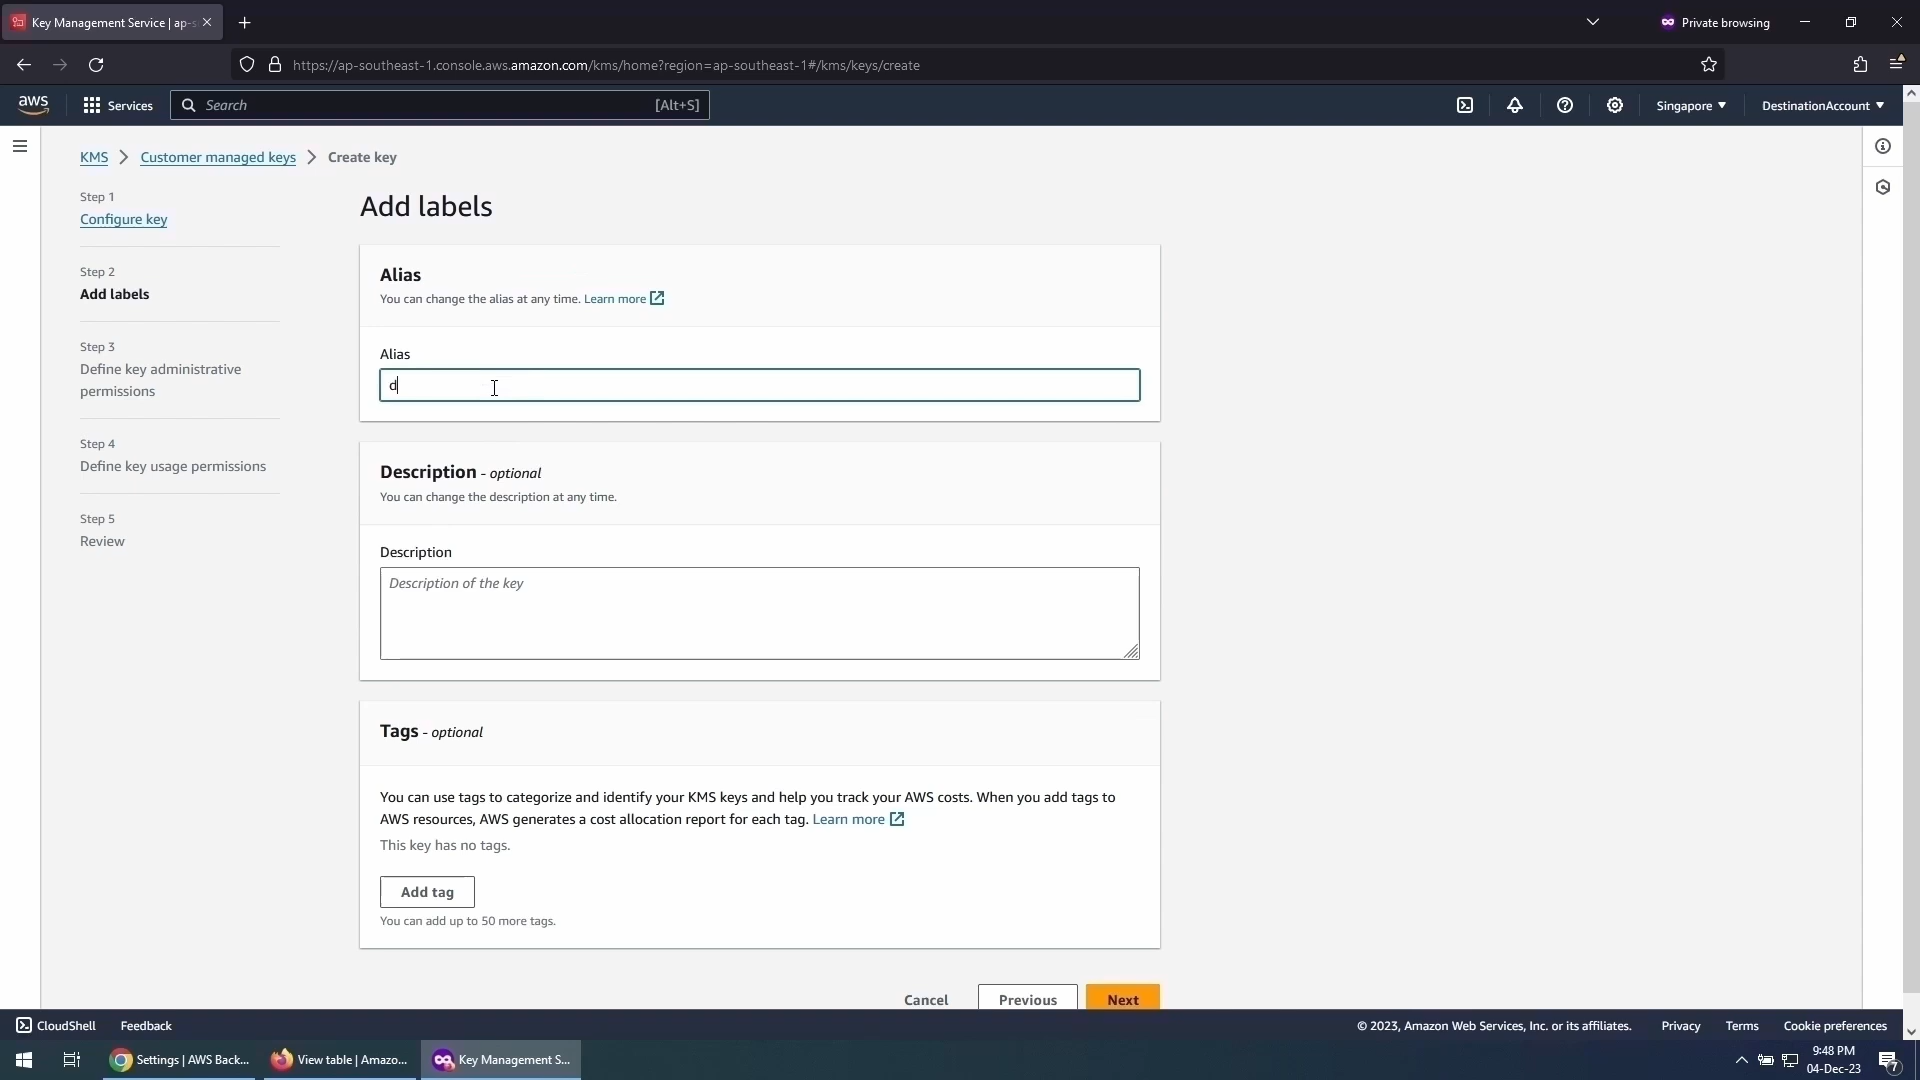 Key Management Service | ap-s
Private browsing
https://ap-southeast-1.console.aws.amazon.com/kms/home?region=ap-southeast-1#/kms/keys/create
aws
Services
Search
[Alt+S]
Singapore
DestinationAccount
KMS
Customer managed keys
Create key
Step 1
Configure key
Step 2
Add labels
Step 3
Define key administrative
permissions
Step 4
Define key usage permissions
Step 5
Review
Add labels
Alias
You can change the alias at any time. Learn more
Alias
d
Description - optional
You can change the description at any time.
Description
Description of the key
Tags - optional
You can use tags to categorize and identify your KMS keys and help you track your AWS costs. When you add tags to
AWS resources, AWS generates a cost allocation report for each tag. Learn more
This key has no tags.
Add tag
You can add up to 50 more tags.
Cancel
Previous
Next
CloudShell
Feedback
© 2023, Amazon Web Services, Inc. or its affiliates.
Privacy
Terms
Cookie preferences
Settings | AWS Back...
View table | Amazo...
Key Management S...
9:48 PM
04-Dec-23
7